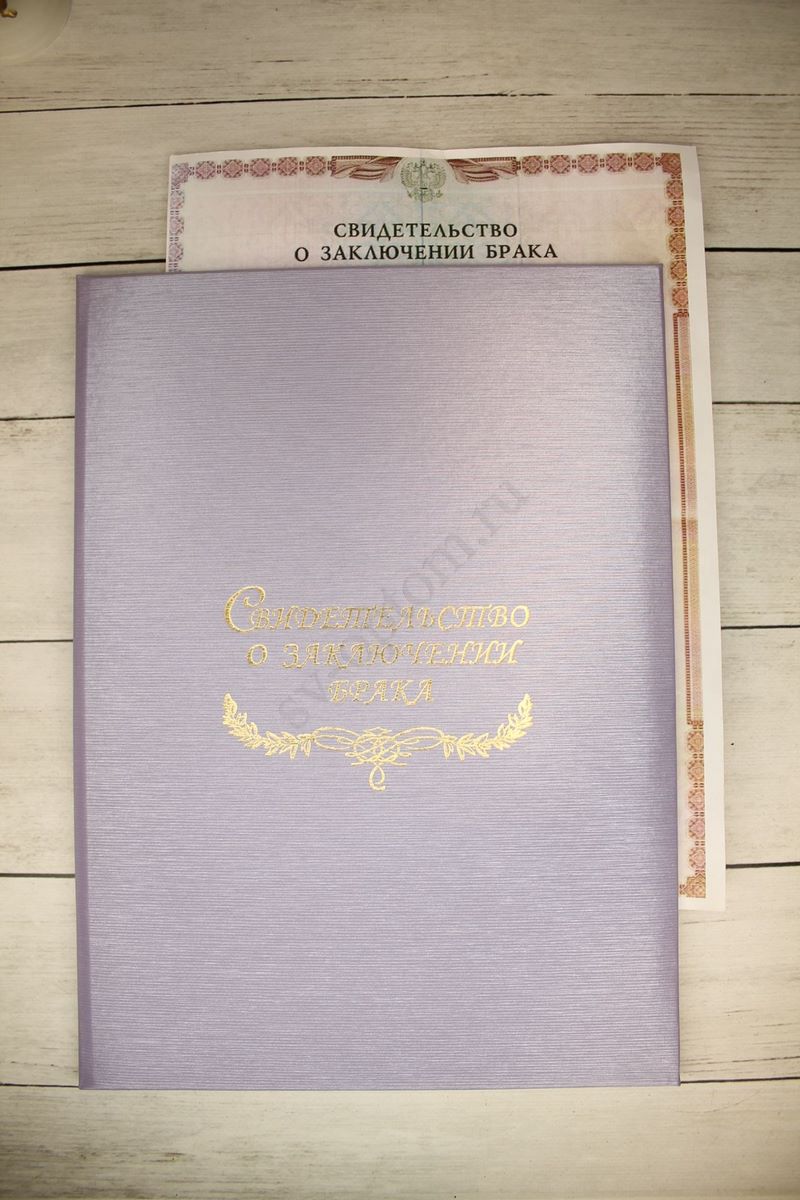 СВИДЕТЕЛЬСТВО
О ЗАКЛЮЧЕНИИ БРАКА
Свидетельство
о заключении
брака